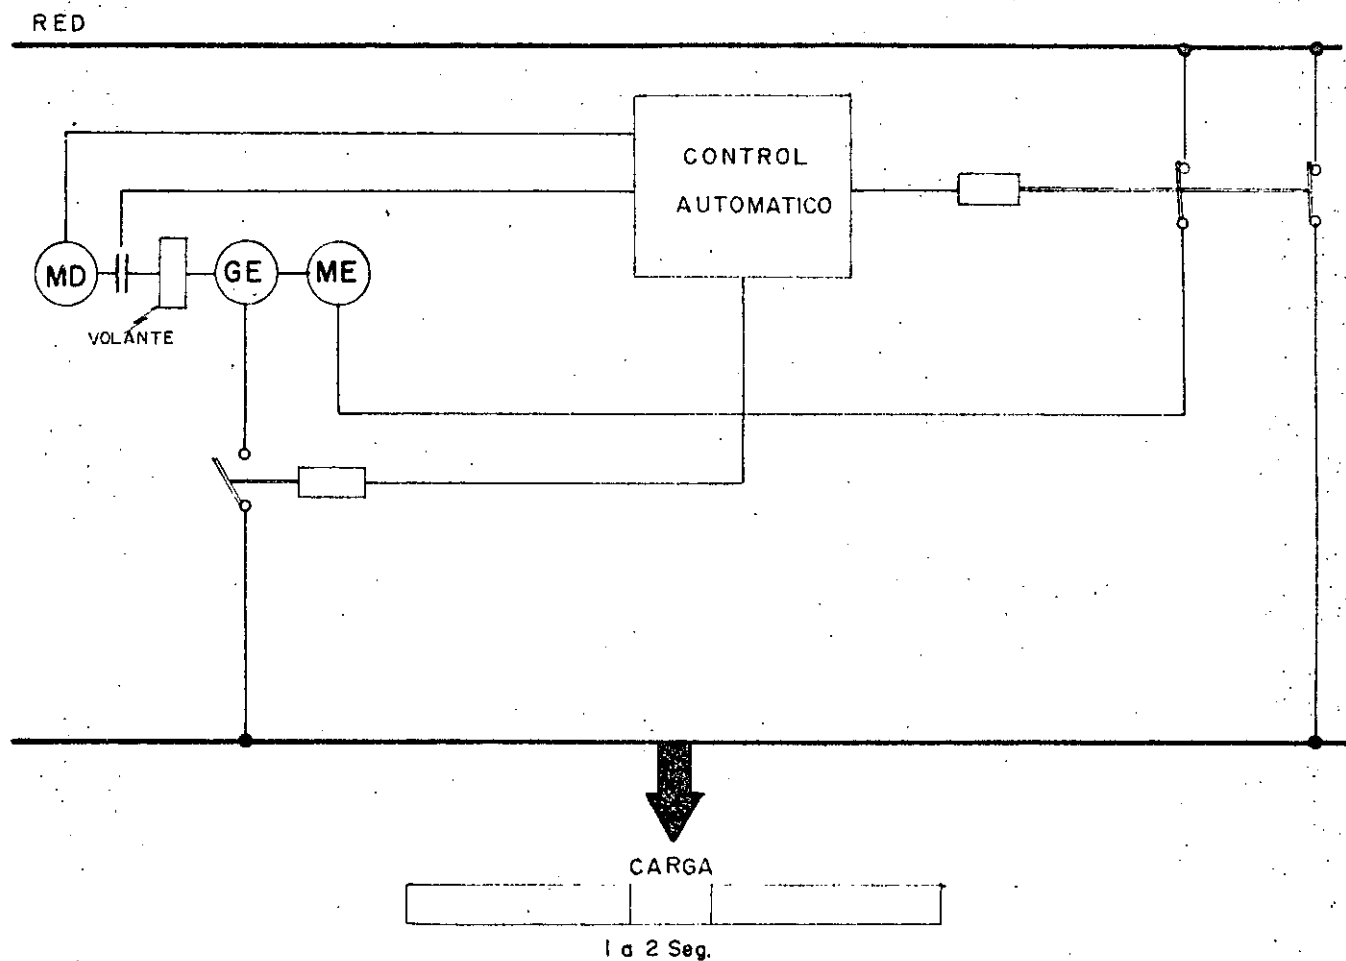 RED
CONTROL
AUTOMATICO
MD
GE
ME
VOLANTE
CARGA
1 a 2 Seg.